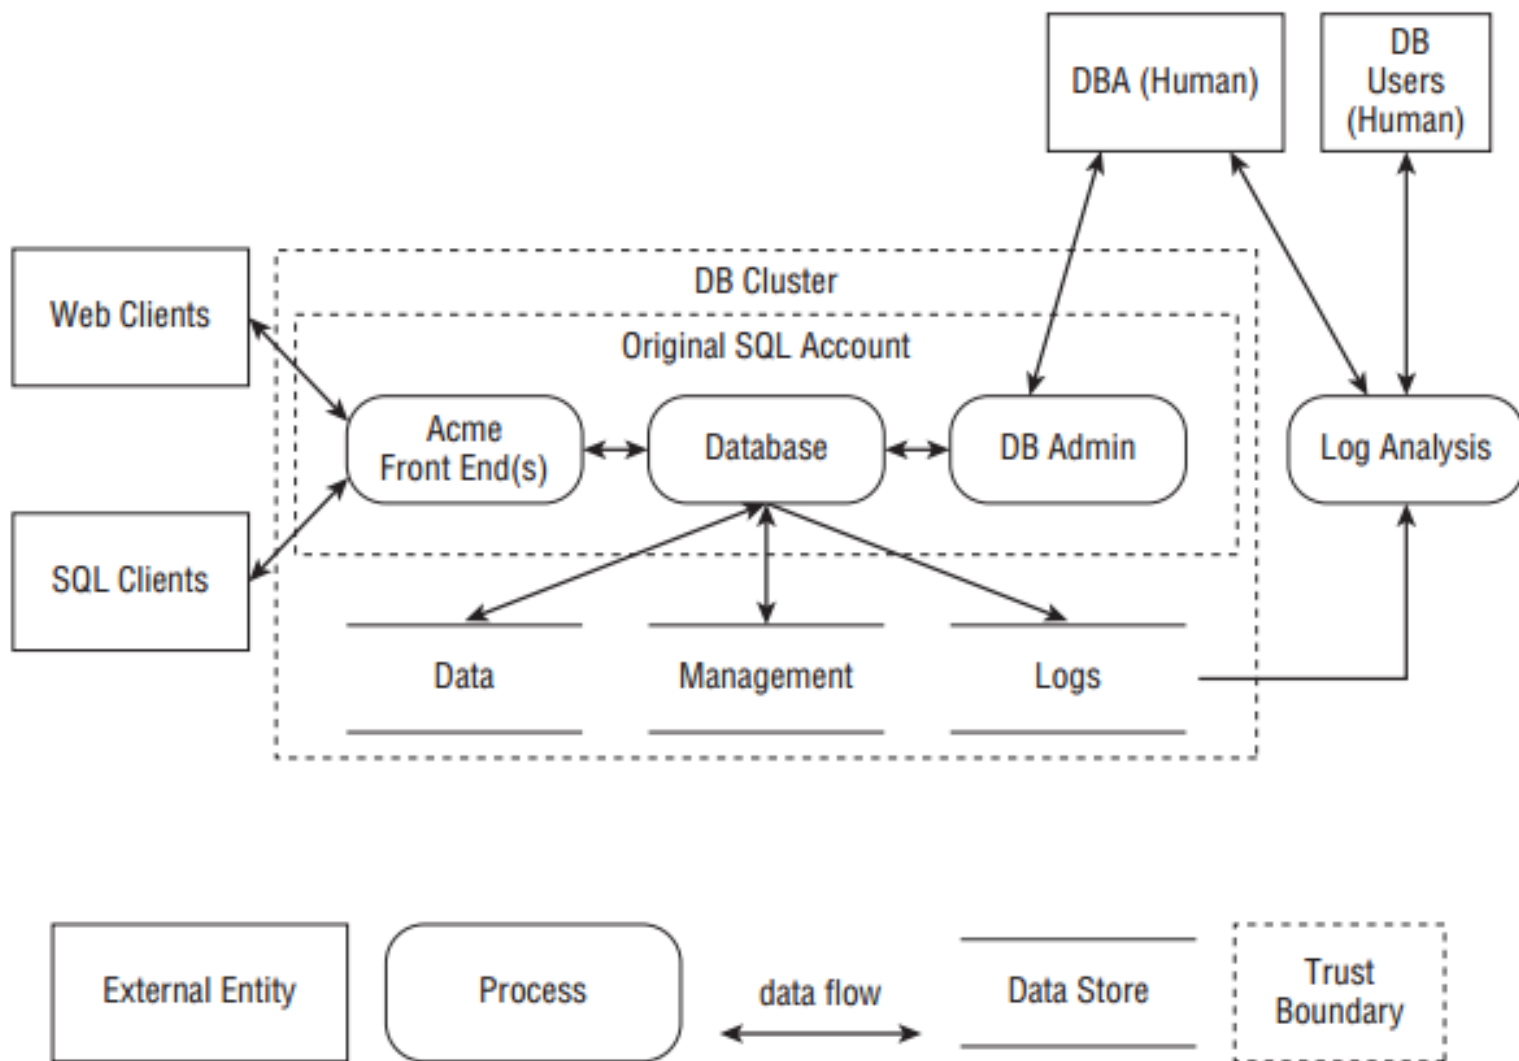 DBA (Human)
DB
Users
(Human)
Web Clients
DB Cluster
Original SQL Account
Acme
Front End(s)
Database
DB Admin
Log Analysis
SQL Clients
Data
Management
Logs
External Entity
Process
data flow
Data Store
Trust
Boundary